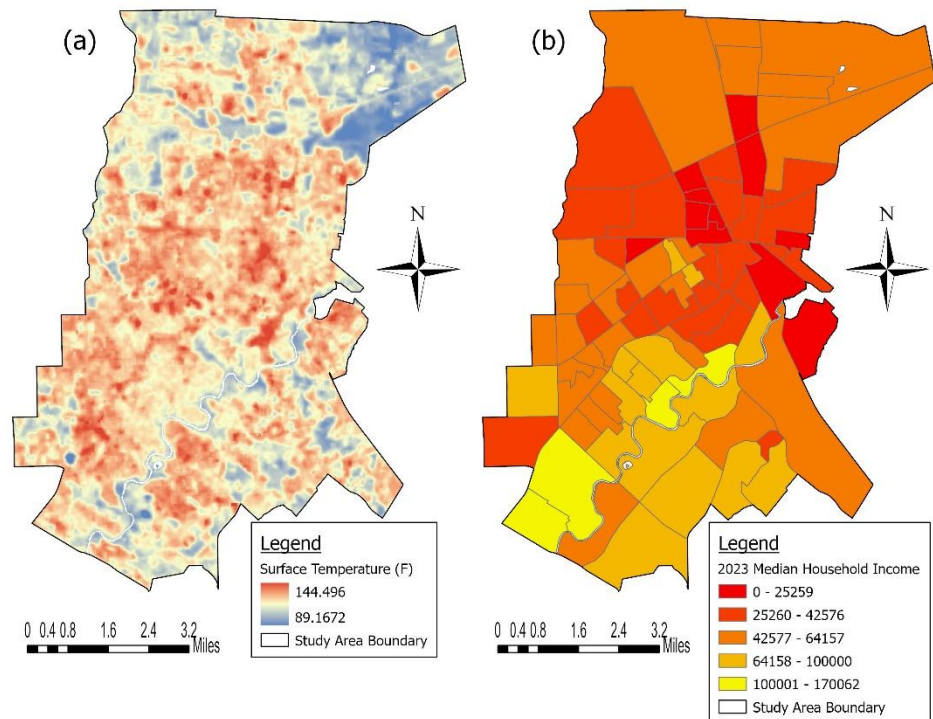 (a)
N
Legend
Surface Temperature (F)
144.496
89.1672
Study Area Boundary
0 0.4 0.8 1.6 2.4 3.2
Miles
(b)
N
Legend
2023 Median Household Income
0 - 25259
25260 - 42576
42577 - 64157
64158 - 100000
100001 - 170062
Study Area Boundary
0 0.4 0.8 1.6 2.4 3.2
Miles